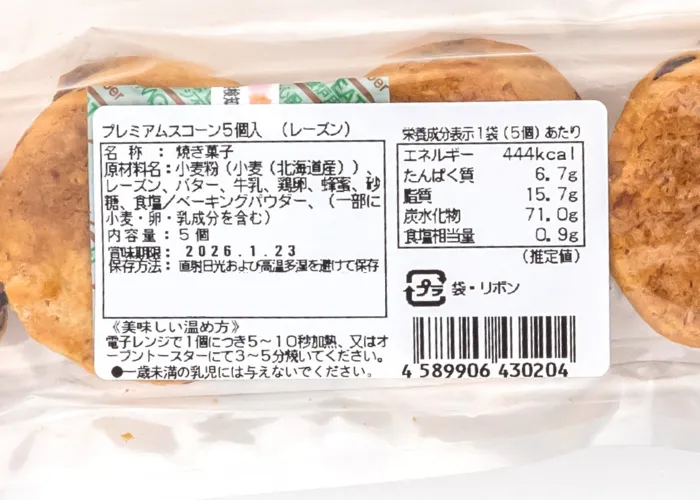 プレミアムスコーン5個入 (レーズン)
名 称 : 焼き菓子
原材料名:小麦粉(小麦(北海道産))、
レーズン、バター、牛乳、鶏卵、蜂蜜、砂
糖、食塩/ベーキングパウダー、(一部に
小麦・卵・乳成分を含む)
内容量:5個
賞味期限: 2026.1.23
保存方法: 直射日光および高温多湿を避けて保存
《美味しい温め方》
電子レンジで1個につき5~10秒加熱、又はオ
ーブントースターにて3~5分焼いてください。
●一歳未満の乳児には与えないでください。
栄養成分表示1袋(5個)あたり
エネルギー 444kcal
たんぱく質 6.7g
脂質 15.7g
炭水化物 71.0g
食塩相当量 0.9g
(推定値)
プラ 袋・リボン
4 589906 430204